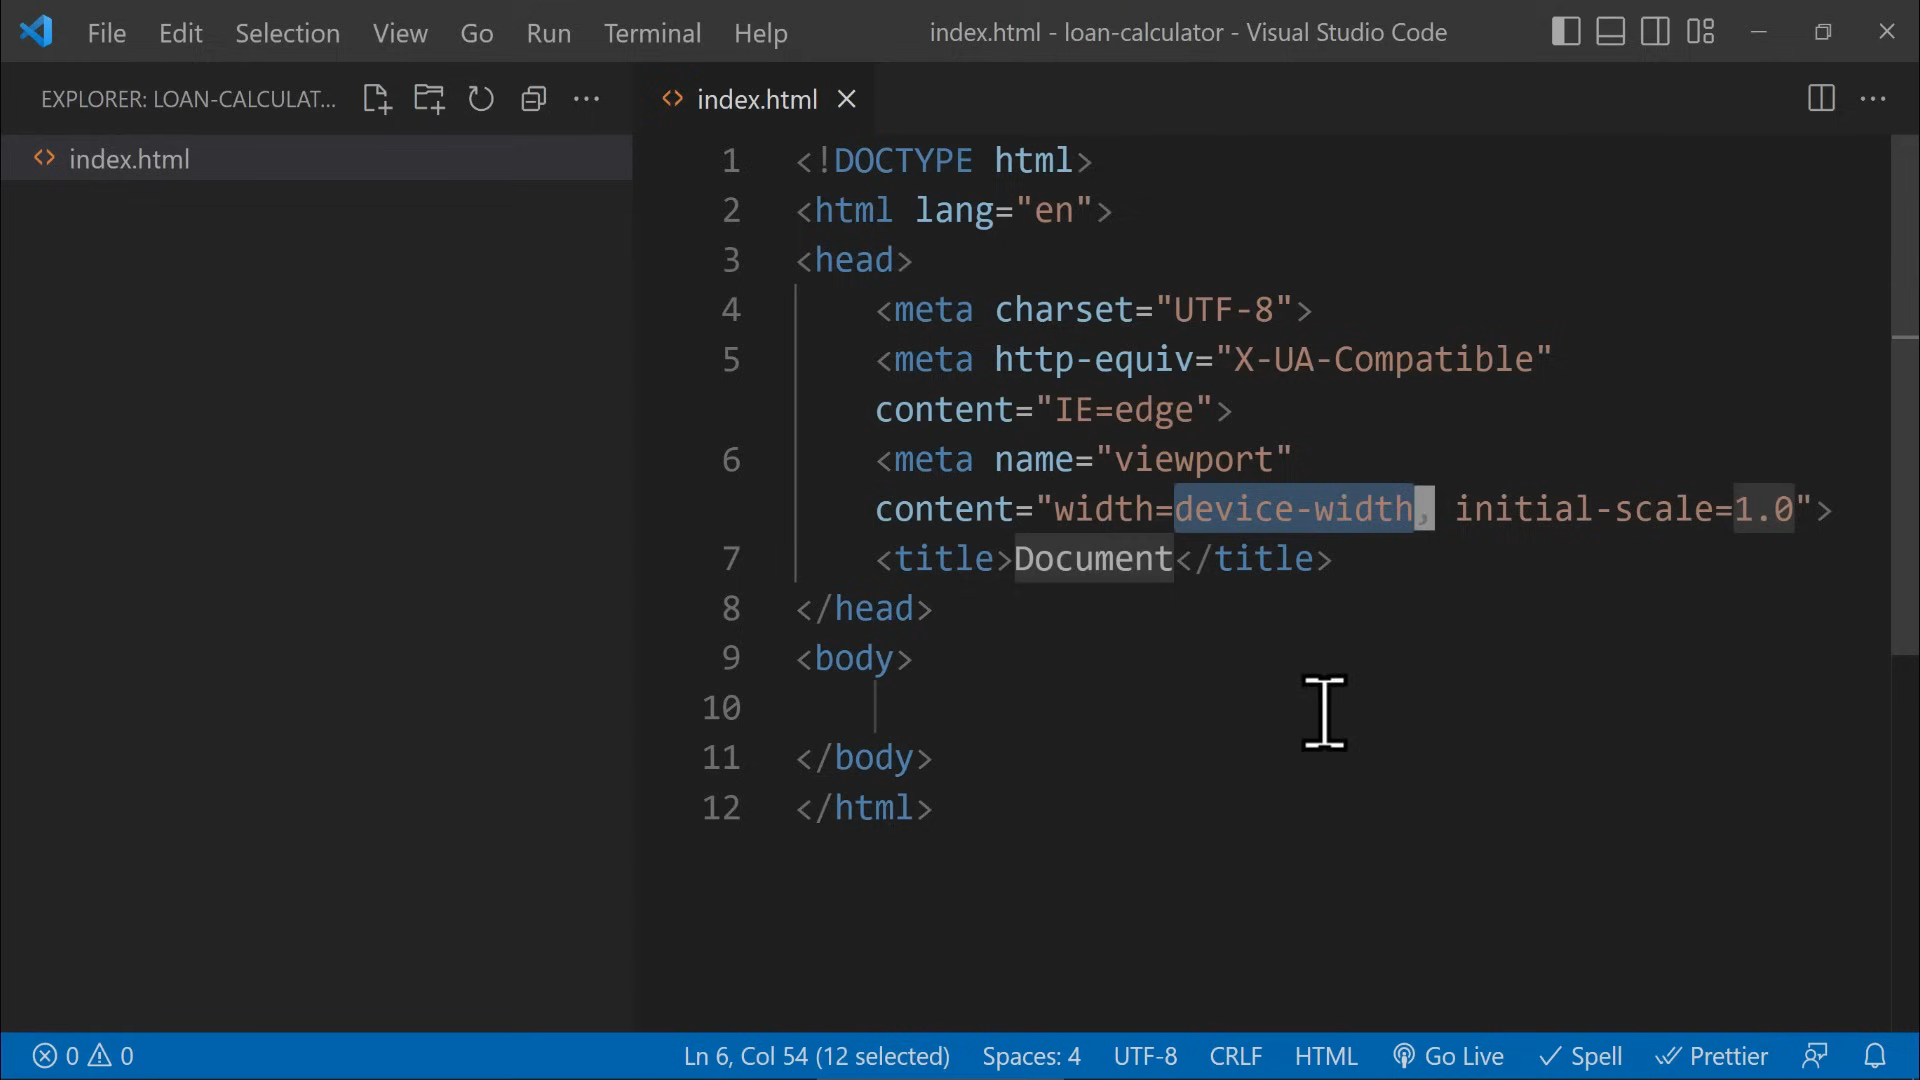 File Edit Selection View Go Run Terminal Help index.html - loan-calculator - Visual Studio Code
EXPLORER: LOAN-CALCULAT...
index.html
index.html
1 <!DOCTYPE html>
2 <html lang="en">
3 <head>
4 <meta charset="UTF-8">
5 <meta http-equiv="X-UA-Compatible"
content="IE=edge">
6 <meta name="viewport"
content="width=device-width, initial-scale=1.0">
7 <title>Document</title>
8 </head>
9 <body>
10
11 </body>
12 </html>
0 0 Ln 6, Col 54 (12 selected) Spaces: 4 UTF-8 CRLF HTML Go Live Spell Prettier